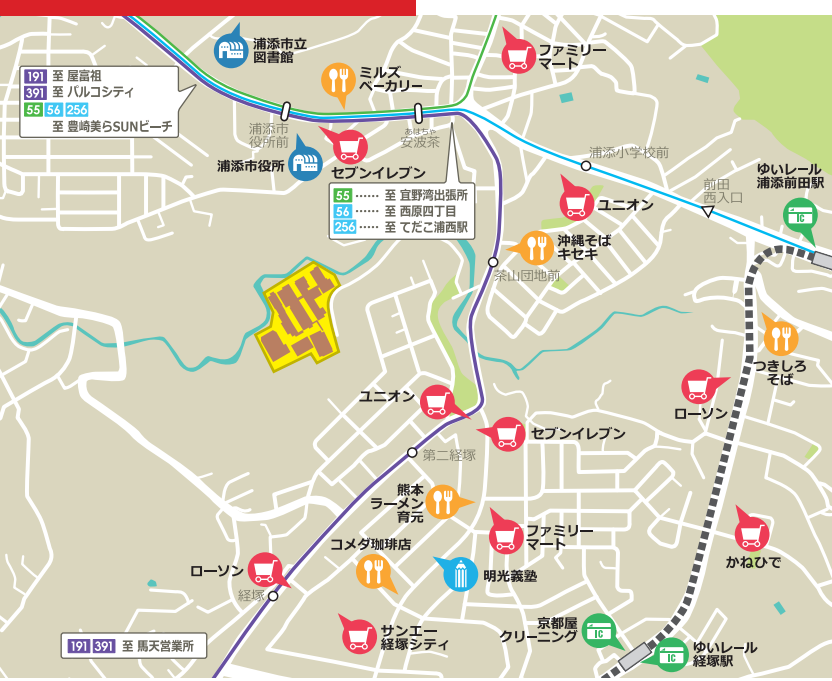 浦添市立
図書館
ファミリー
マート
191 至 屋富祖
391 至 パルコシティ
55 56 256
至 豊崎美らSUNビーチ
ミルズ
ベーカリー
浦添市
役所前
あはちゃ
安波茶
浦添市役所
セブンイレブン
浦添小学校前
ゆいレール
浦添前田駅
前田
西入口
IC
55 …… 至 宜野湾出張所
56 …… 至 西原四丁目
256 …… 至 てだこ浦西駅
ユニオン
沖縄そば
キセキ
茶山団地前
つきしろ
そば
ユニオン
ローソン
セブンイレブン
第二経塚
熊本
ラーメン
育元
ファミリー
マート
コメダ珈琲店
かねひで
ローソン
明光義塾
経塚
サンエー
経塚シティ
京都屋
クリーニング
IC
191 391 至 馬天営業所
ゆいレール
経塚駅
IC